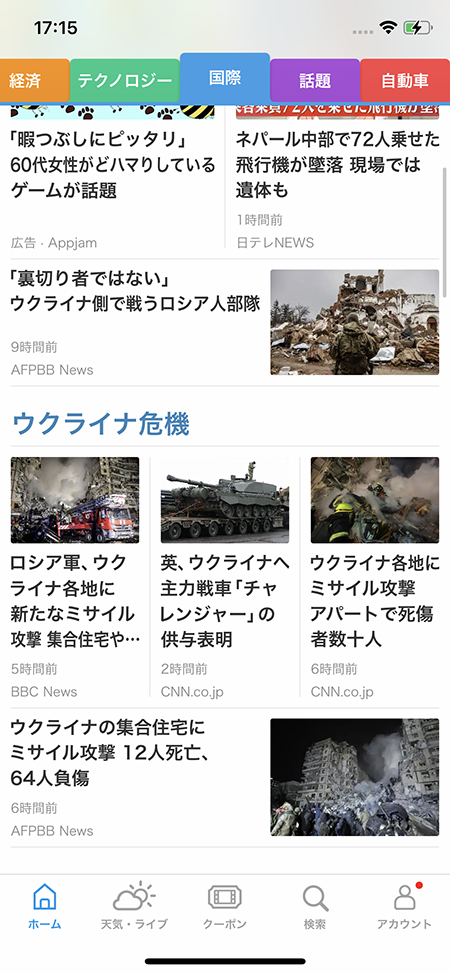 17:15
経済
テクノロジー
国際
話題
自動車
「暇つぶしにピッタリ」
60代女性がどハマりしている
ゲームが話題
広告・Appjam
ネパール中部で72人乗せた
飛行機が墜落 現場では
遺体も
1時間前
日テレNEWS
「裏切り者ではない」
ウクライナ側で戦うロシア人部隊
9時間前
AFPBB News
ウクライナ危機
ロシア軍、ウク
ライナ各地に
新たなミサイル
攻撃 集合住宅や…
5時間前
BBC News
英、ウクライナへ
主力戦車「チャ
レンジャー」の
供与表明
2時間前
CNN.co.jp
ウクライナ各地に
ミサイル攻撃
アパートで死傷
者数十人
6時間前
CNN.co.jp
ウクライナの集合住宅に
ミサイル攻撃 12人死亡、
64人負傷
6時間前
AFPBB News
ホーム
天気・ライブ
クーポン
検索
アカウント